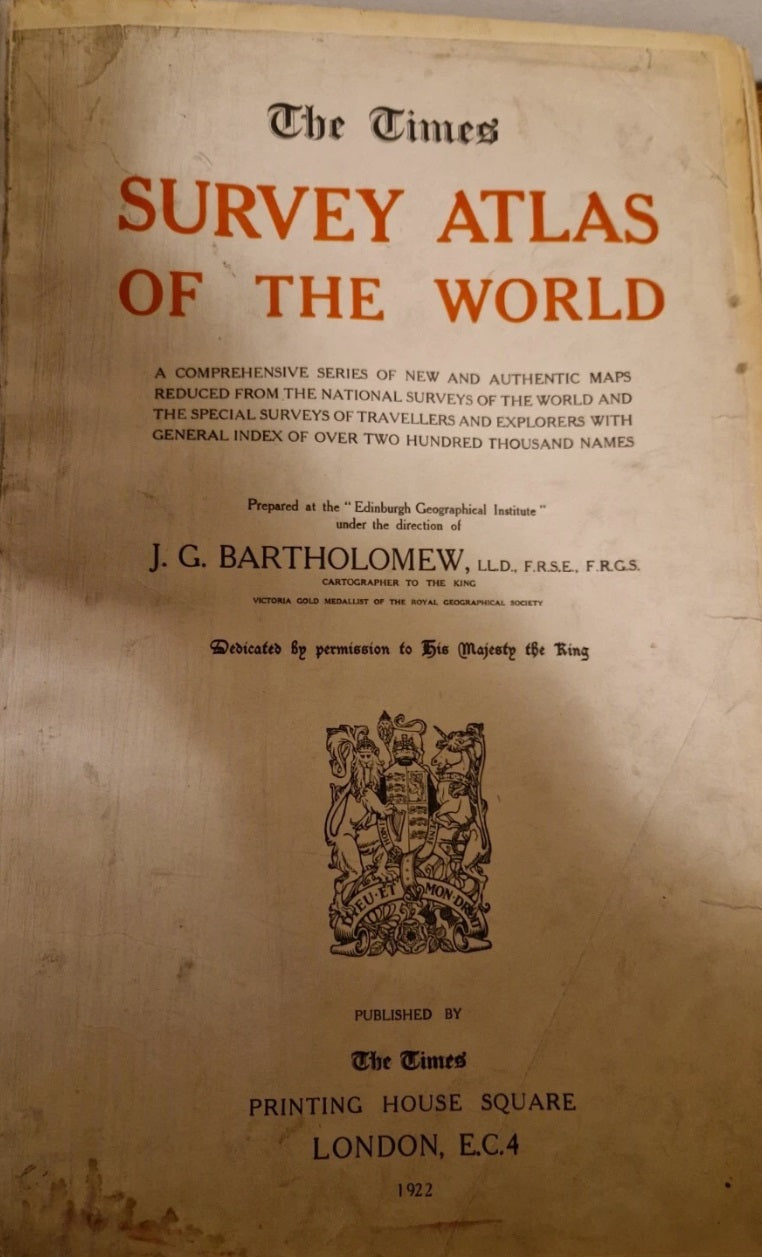 The Times
SURVEY ATLAS
OF THE WORLD
A COMPREHENSIVE SERIES OF NEW AND AUTHENTIC MAPS
REDUCED FROM THE NATIONAL SURVEYS OF THE WORLD AND
THE SPECIAL SURVEYS OF TRAVELLERS AND EXPLORERS WITH
GENERAL INDEX OF OVER TWO HUNDRED THOUSAND NAMES
Prepared at the "Edinburgh Geographical Institute"
under the direction of
J. G. BARTHOLOMEW, LL.D., F.R.S.E., F.R.G.S.
CARTOGRAPHER TO THE KING
VICTORIA GOLD MEDALLIST OF THE ROYAL GEOGRAPHICAL SOCIETY
Dedicated by permission to His Majesty the King
DIEU·ET MON·DROIT
PUBLISHED BY
The Times
PRINTING HOUSE SQUARE
LONDON, E.C.4
1922